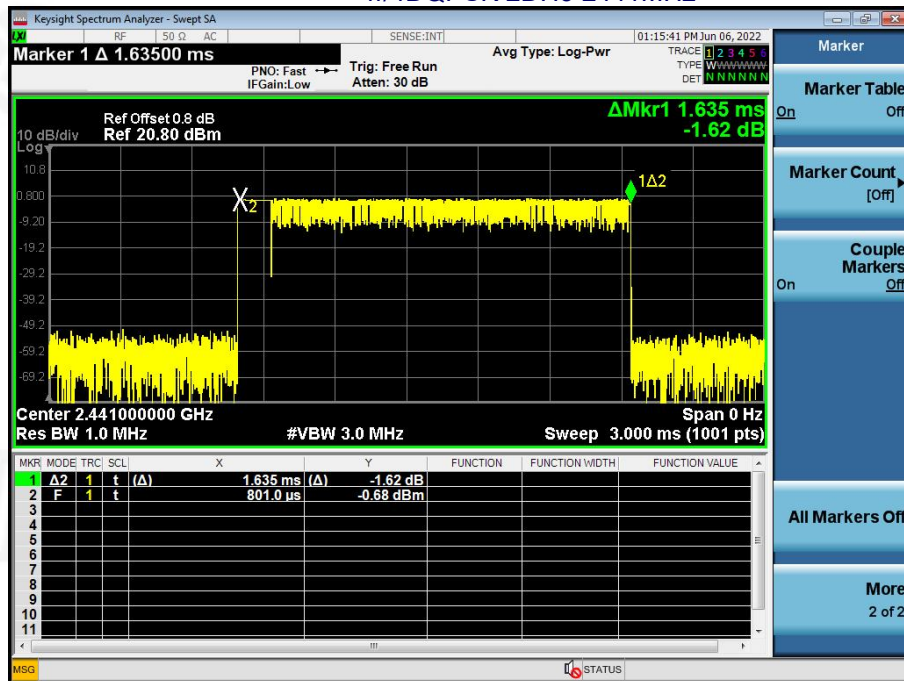 Keysight Spectrum Analyzer - Swept SA
LXI RF 50 Ω AC SENSE:INT 01:15:41 PM Jun 06, 2022
Marker 1 Δ 1.63500 ms
PNO: Fast
IFGain:Low
Trig: Free Run
Atten: 30 dB
Avg Type: Log-Pwr
TRACE 1 2 3 4 5 6
TYPE WWWWWW
DET N N N N N N
Ref Offset 0.8 dB
10 dB/div Ref 20.80 dBm
Log
ΔMkr1 1.635 ms
-1.62 dB
10.8
0.800
-9.20
-19.2
-29.2
-39.2
-49.2
-59.2
-69.2
X2
1Δ2
Center 2.441000000 GHz Span 0 Hz
Res BW 1.0 MHz #VBW 3.0 MHz Sweep 3.000 ms (1001 pts)
MKR MODE TRC SCL X Y FUNCTION FUNCTION WIDTH FUNCTION VALUE
1 Δ2 1 t (Δ) 1.635 ms (Δ) -1.62 dB
2 F 1 t 801.0 µs -0.68 dBm
3
4
5
6
7
8
9
10
11
MSG STATUS
Marker
Marker Table
On Off
Marker Count
[Off]
Couple
Markers
On Off
All Markers Off
More
2 of 2